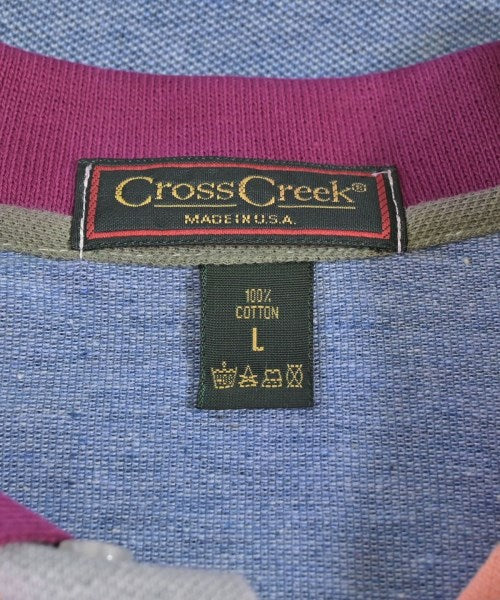 CrossCreek®
MADE IN U.S.A.
100%
COTTON
L